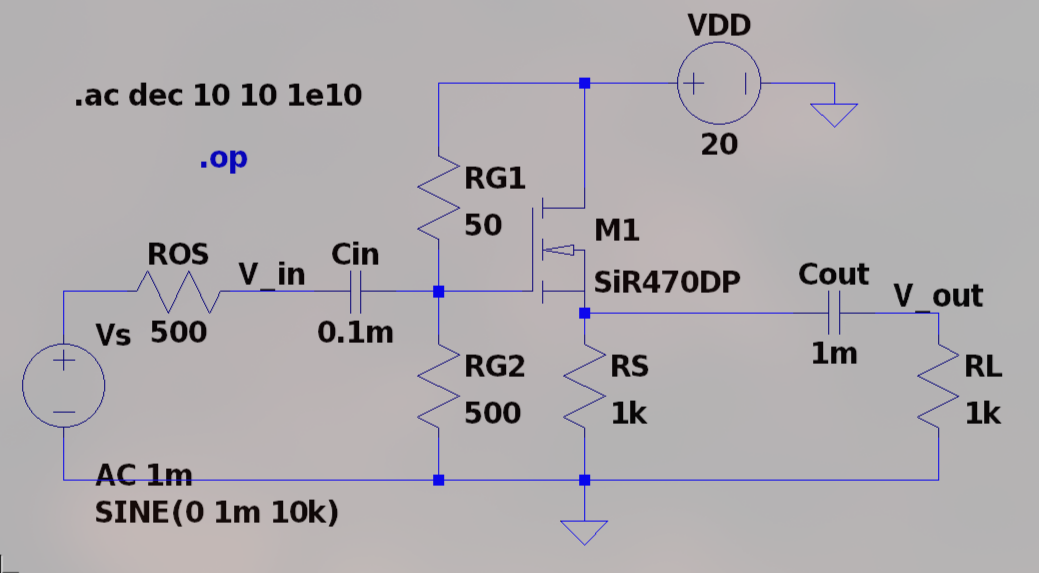 VDD
.ac dec 10 10 1e10
20
.op
RG1
50
M1
SiR470DP
ROS
V_in
Cin
Cout
V_out
Vs
500
0.1m
1m
RG2
500
RS
1k
RL
1k
AC 1m
SINE(0 1m 10k)